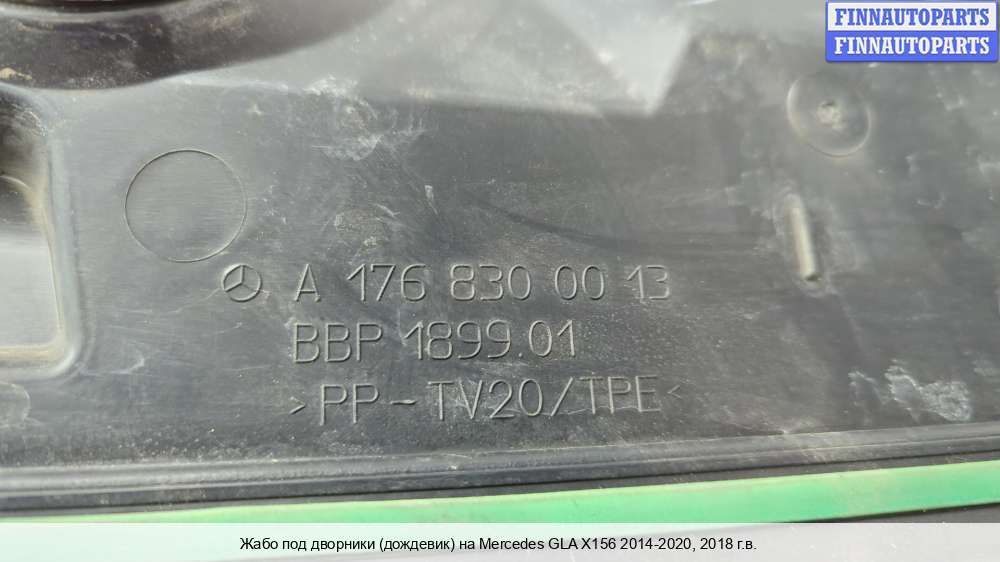 FINNAUTOPARTS
FINNAUTOPARTS
A 176 830 00 13
BBP 1899.01
>PP-TV20/TPE<
Жабо под дворники (дождевик) на Mercedes GLA X156 2014-2020, 2018 г.в.